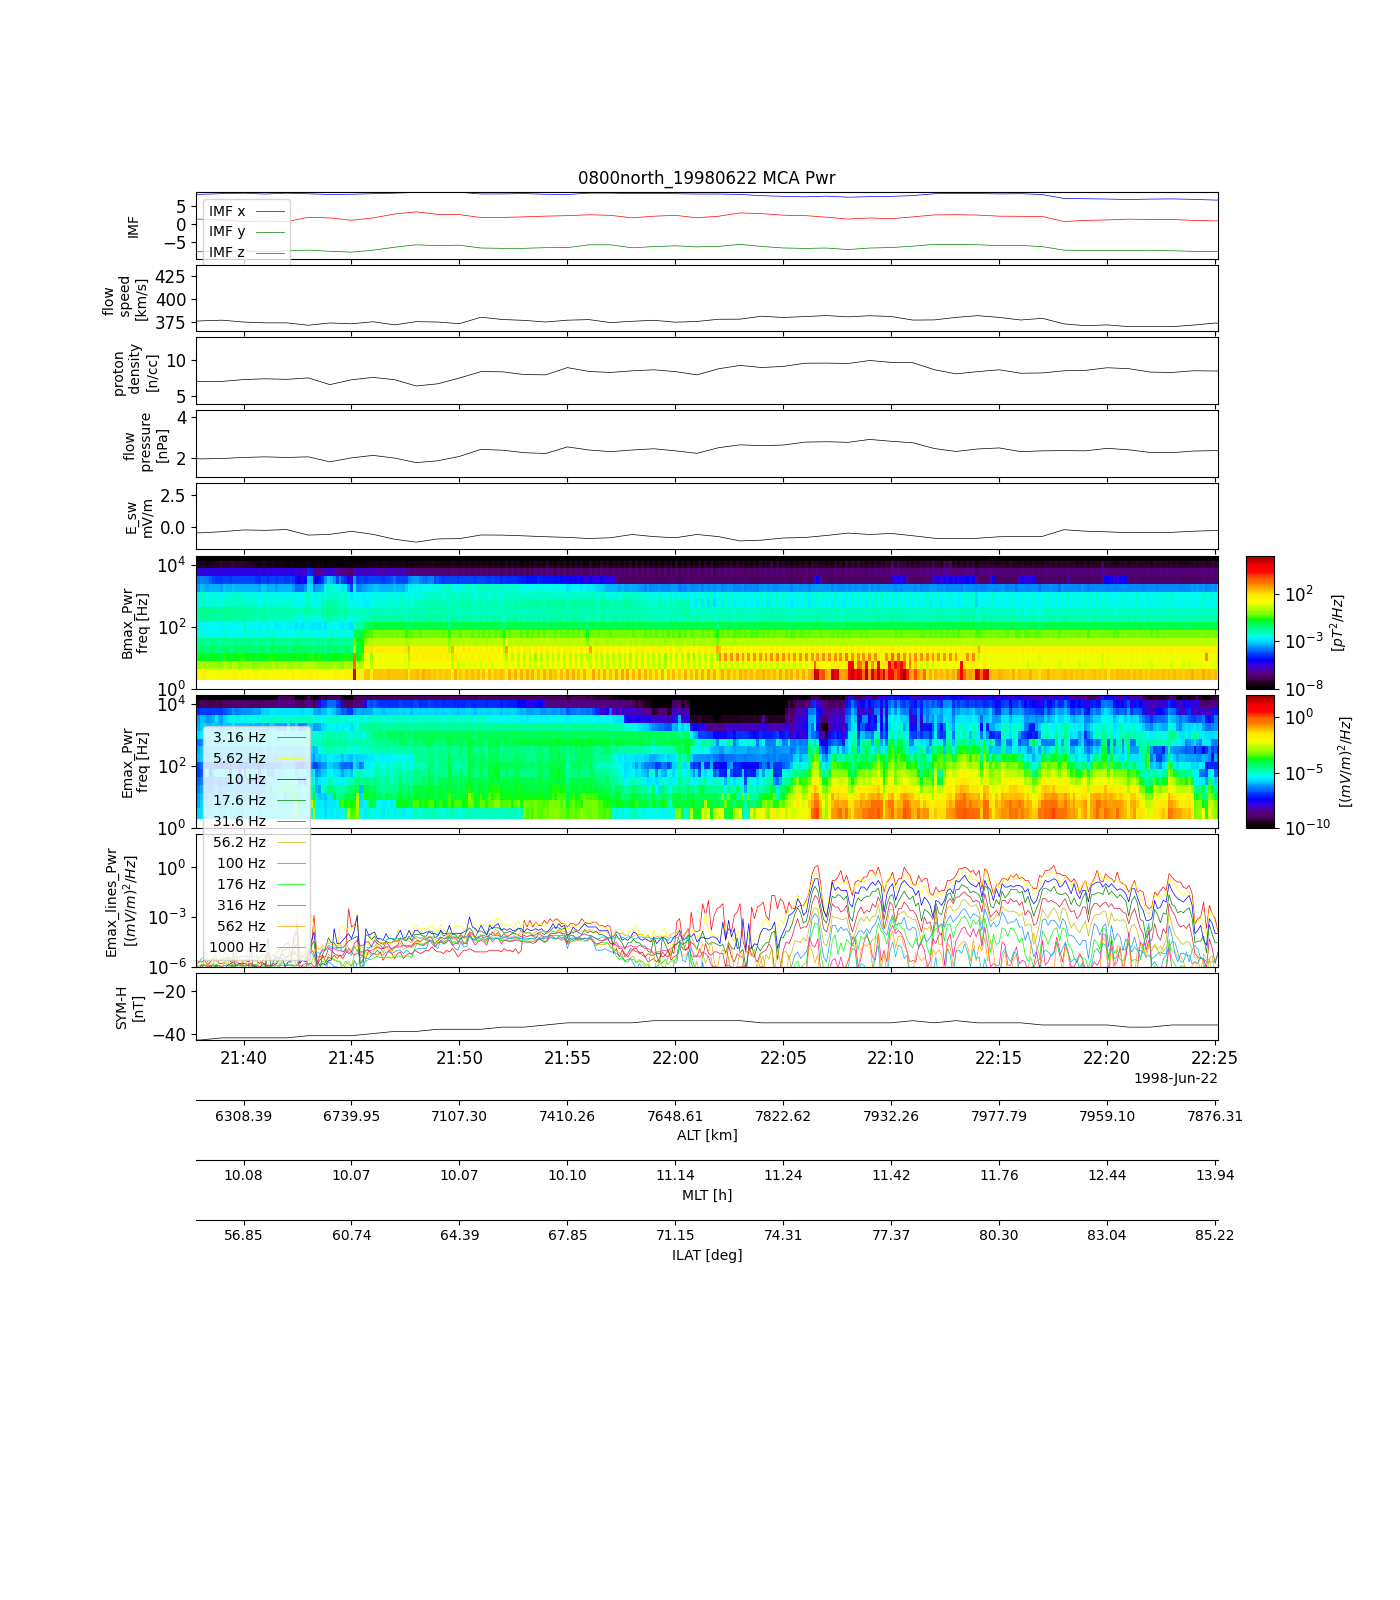 0800north_19980622 MCA Pwr
IMF
5
0
−5
IMF x
IMF y
IMF z
flow
speed
[km/s]
425
400
375
proton
density
[n/cc]
10
5
flow
pressure
[nPa]
4
2
E_sw
mV/m
2.5
0.0
Bmax_Pwr
freq [Hz]
10^4
10^2
10^0
10^2
10^−3
10^−8
[pT^2/Hz]
Emax_Pwr
freq [Hz]
10^4
10^2
10^0
10^0
10^−5
10^−10
[(mV/m)^2/Hz]
3.16 Hz
5.62 Hz
10 Hz
17.6 Hz
31.6 Hz
56.2 Hz
100 Hz
176 Hz
316 Hz
562 Hz
1000 Hz
Emax_lines_Pwr
[(mV/m)^2/Hz]
10^0
10^−3
10^−6
SYM-H
[nT]
−20
−40
21:40 21:45 21:50 21:55 22:00 22:05 22:10 22:15 22:20 22:25
1998-Jun-22
6308.39 6739.95 7107.30 7410.26 7648.61 7822.62 7932.26 7977.79 7959.10 7876.31
ALT [km]
10.08 10.07 10.07 10.10 11.14 11.24 11.42 11.76 12.44 13.94
MLT [h]
56.85 60.74 64.39 67.85 71.15 74.31 77.37 80.30 83.04 85.22
ILAT [deg]